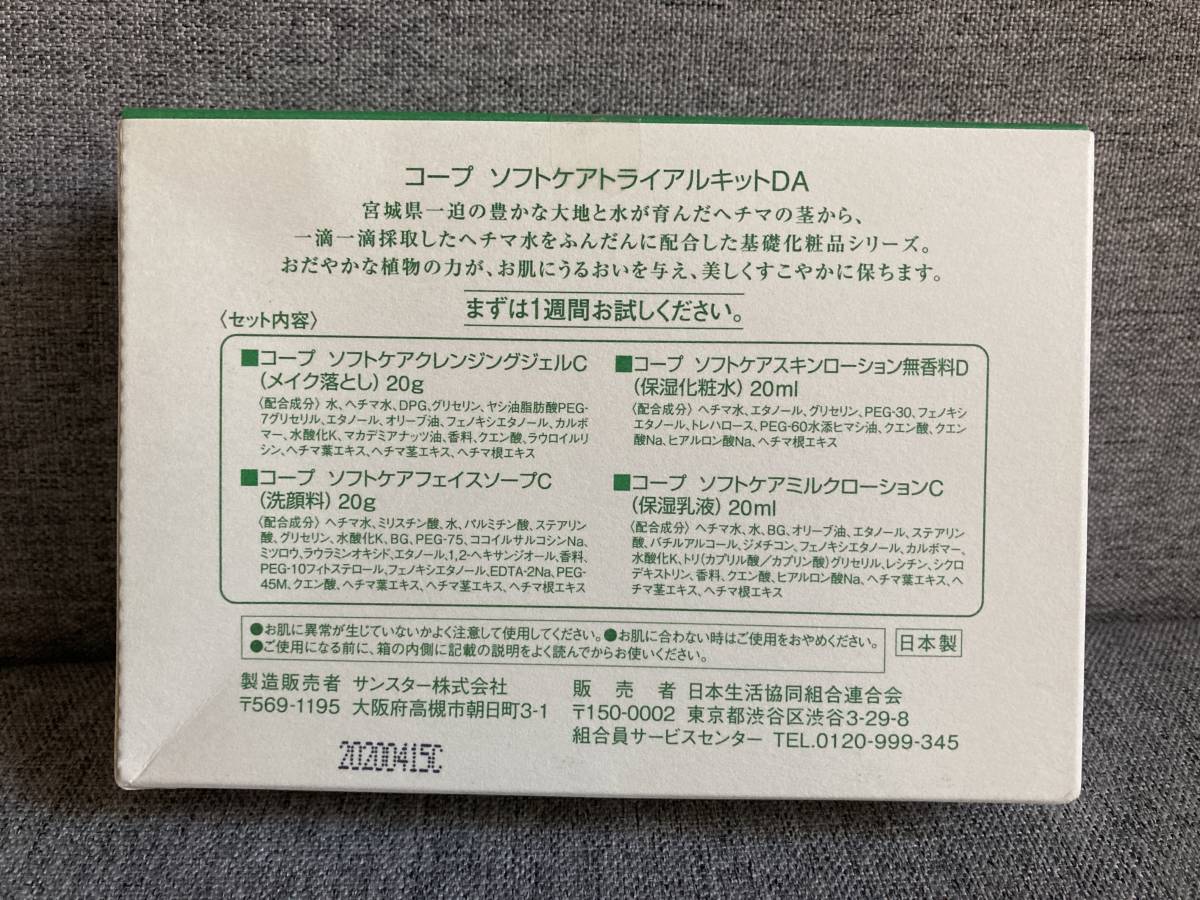 コープ ソフトケアトライアルキットDA
宮城県一迫の豊かな大地と水が育んだヘチマの茎から、
一滴一滴採取したヘチマ水をふんだんに配合した基礎化粧品シリーズ。
おだやかな植物の力が、お肌にうるおいを与え、美しくすこやかに保ちます。
まずは1週間お試しください。
〈セット内容〉
■コープ ソフトケアクレンジングジェルC
(メイク落とし) 20g
〈配合成分〉水、ヘチマ水、DPG、グリセリン、ヤシ油脂肪酸PEG-
7グリセリル、エタノール、オリーブ油、フェノキシエタノール、カルボ
マー、水酸化K、マカデミアナッツ油、香料、クエン酸、ラウロイルリ
シン、ヘチマ葉エキス、ヘチマ茎エキス、ヘチマ根エキス
■コープ ソフトケアフェイスソープC
(洗顔料) 20g
〈配合成分〉ヘチマ水、ミリスチン酸、水、パルミチン酸、ステアリン
酸、グリセリン、水酸化K、BG、PEG-75、ココイルサルコシンNa、
ミツロウ、ラウラミンオキシド、エタノール、1,2-ヘキサンジオール、香料、
PEG-10フィトステロール、フェノキシエタノール、EDTA-2Na、PEG-
45M、クエン酸、ヘチマ葉エキス、ヘチマ茎エキス、ヘチマ根エキス
■コープ ソフトケアスキンローション無香料D
(保湿化粧水) 20ml
〈配合成分〉ヘチマ水、エタノール、グリセリン、PEG-30、フェノキシ
エタノール、トレハロース、PEG-60水添ヒマシ油、クエン酸、クエン
酸Na、ヒアルロン酸Na、ヘチマ根エキス
■コープ ソフトケアミルクローションC
(保湿乳液) 20ml
〈配合成分〉ヘチマ水、水、BG、オリーブ油、エタノール、ステアリン
酸、バチルアルコール、ジメチコン、フェノキシエタノール、カルボマー、
水酸化K、トリ(カプリル酸/カプリン酸)グリセリル、レシチン、シクロ
デキストリン、香料、クエン酸、ヒアルロン酸Na、ヘチマ葉エキス、ヘ
チマ茎エキス、ヘチマ根エキス
●お肌に異常が生じていないかよく注意して使用してください。●お肌に合わない時はご使用をおやめください。
●ご使用になる前に、箱の内側に記載の説明をよく読んでからお使いください。
日本製
製造販売者 サンスター株式会社
〒569-1195 大阪府高槻市朝日町3-1
販売者 日本生活協同組合連合会
〒150-0002 東京都渋谷区渋谷3-29-8
組合員サービスセンター TEL.0120-999-345
20200415C